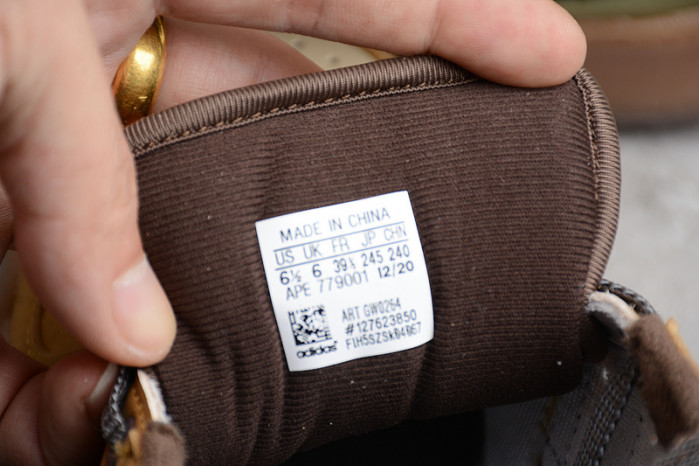 MADE IN CHINA
US UK FR JP CHN
6½ 6 39⅓ 245 240
APE 779001 12/20
ART GW0264
#127623850
F1H5SZSkB4B67
adidas